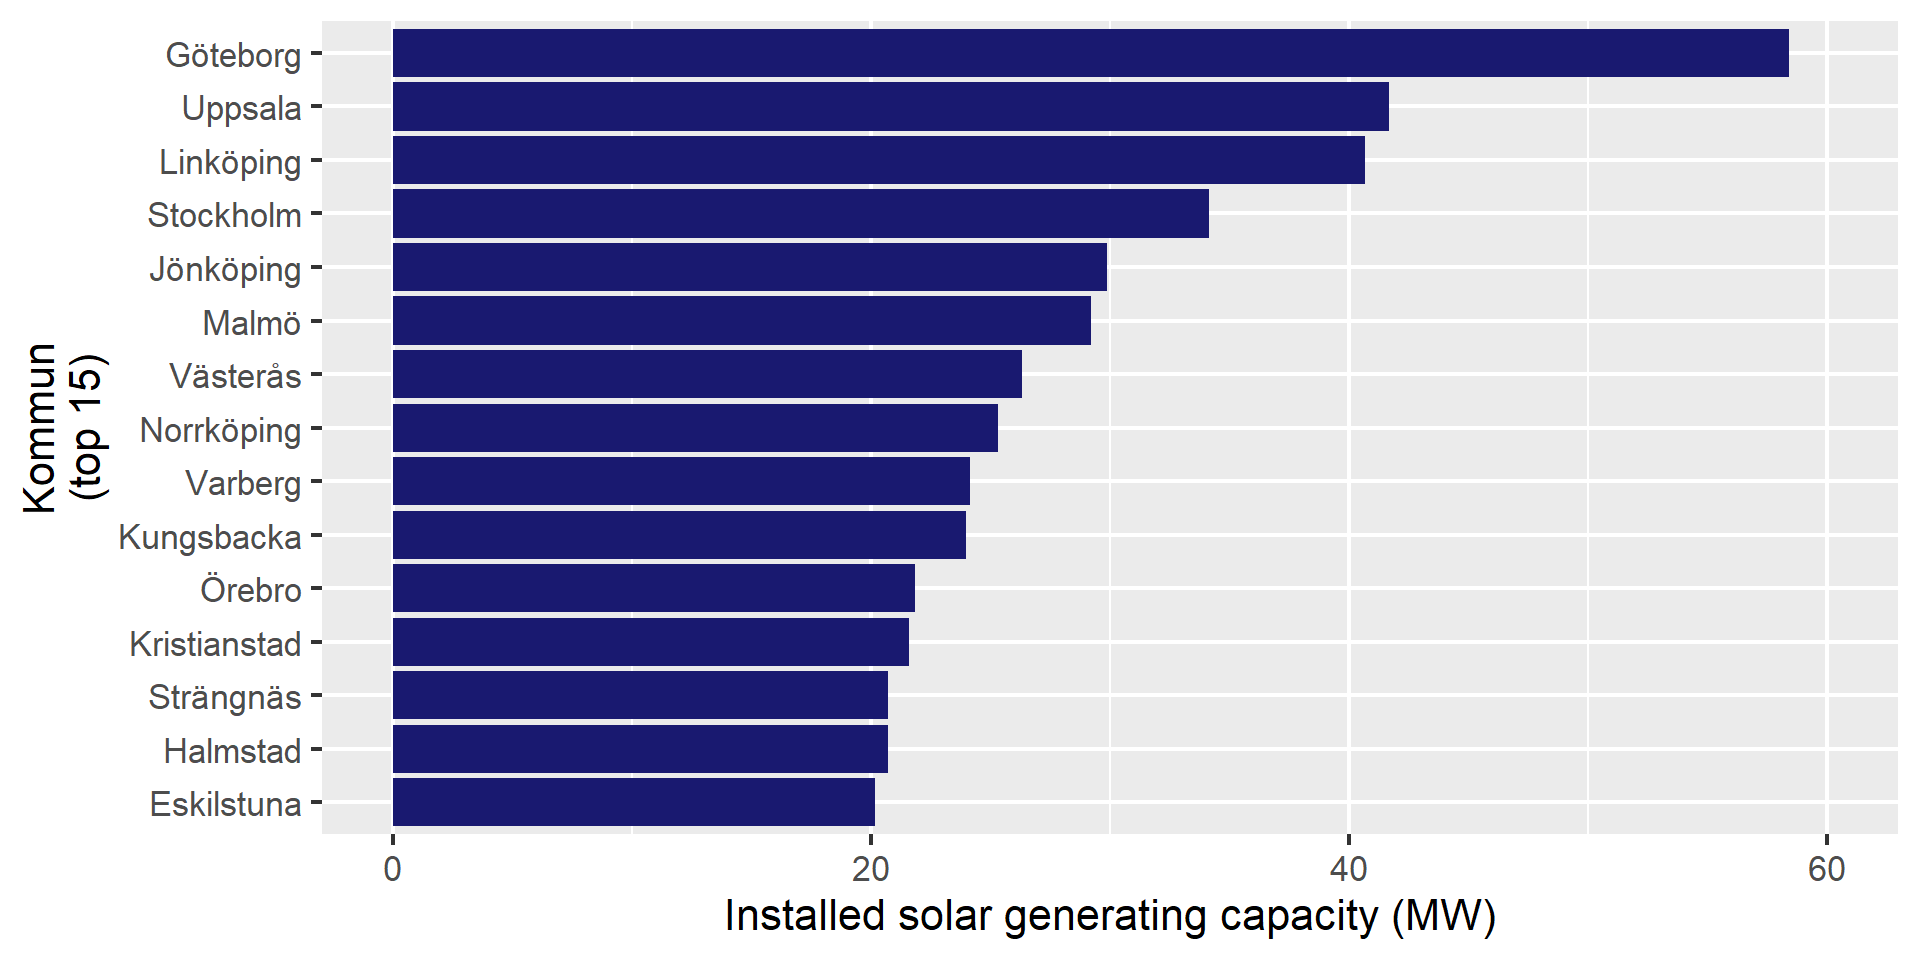 Kommun
(top 15)
Göteborg
Uppsala
Linköping
Stockholm
Jönköping
Malmö
Västerås
Norrköping
Varberg
Kungsbacka
Örebro
Kristianstad
Strängnäs
Halmstad
Eskilstuna
0 20 40 60
Installed solar generating capacity (MW)